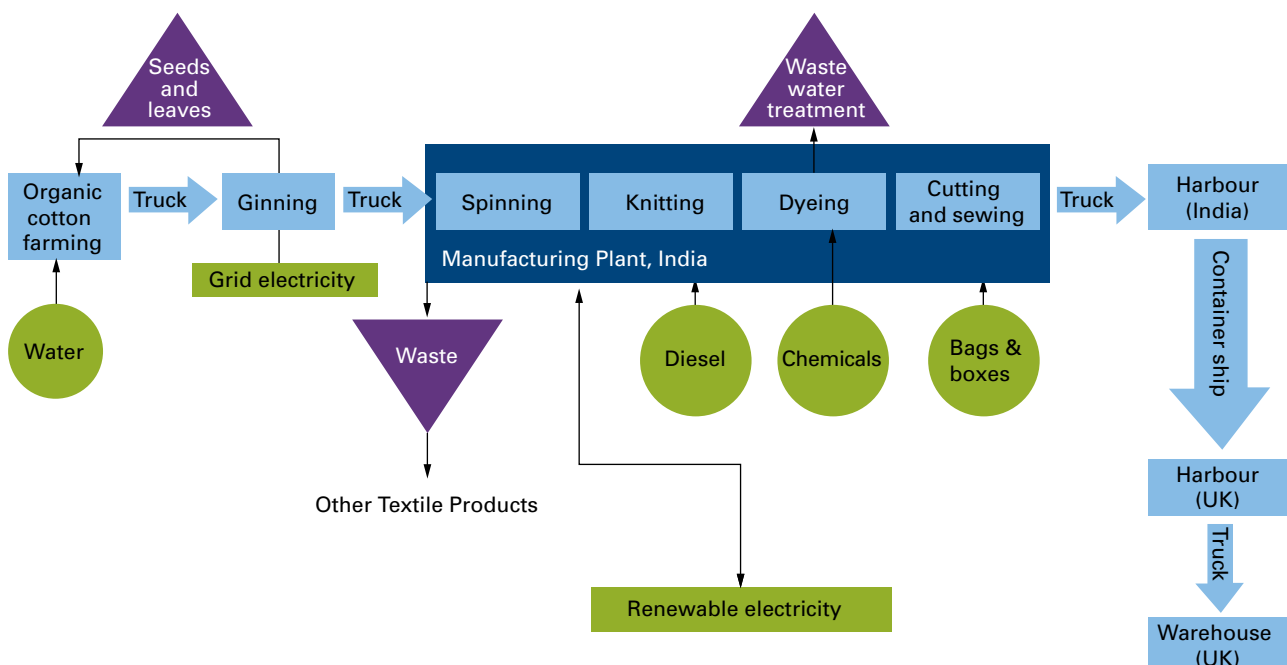 Seeds
and
leaves
Waste
water
treatment
Organic
cotton
farming
Truck
Ginning
Truck
Spinning
Knitting
Dyeing
Cutting
and sewing
Truck
Harbour
(India)
Manufacturing Plant, India
Grid electricity
Container ship
Water
Waste
Diesel
Chemicals
Bags &
boxes
Other Textile Products
Harbour
(UK)
Truck
Renewable electricity
Warehouse
(UK)